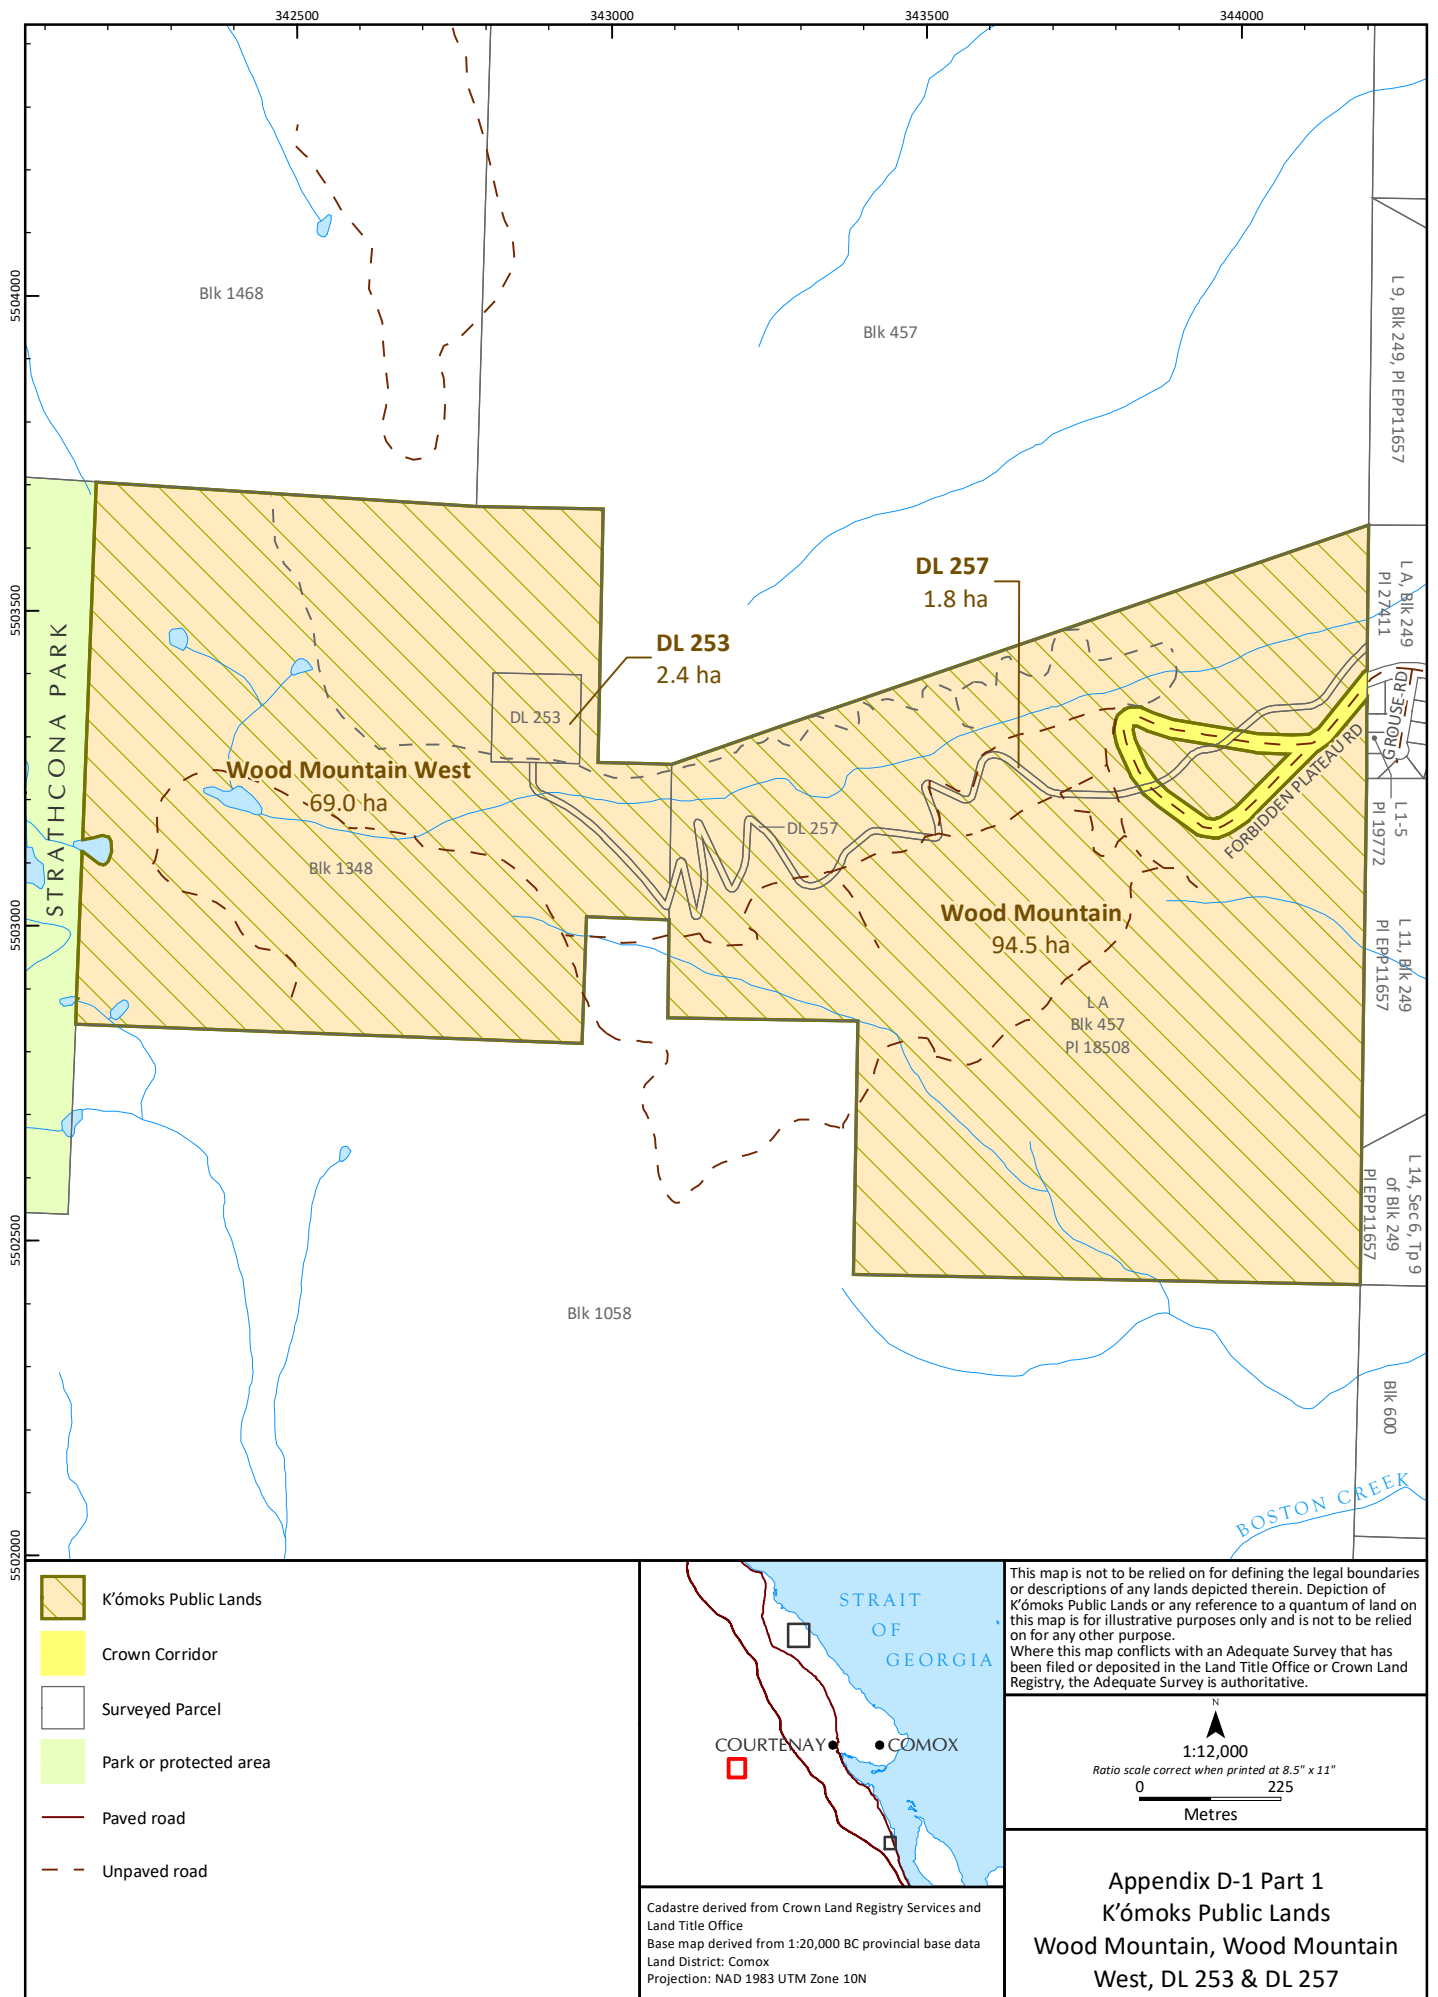 342500
343000
343500
344000
5504000
5503500
5503000
5502500
5502000
Blk 1468
Blk 457
L 9, Blk 249, Pl EPP11657
DL 257
1.8 ha
L A, Blk 249
Pl 27411
DL 253
2.4 ha
STRATHCONA PARK
DL 253
GROUSE RD
Wood Mountain West
69.0 ha
FORBIDDEN PLATEAU RD
DL 257
L 1-5
Pl 19772
Blk 1348
Wood Mountain
94.5 ha
L 11, Blk 249
Pl EPP11657
L A
Blk 457
Pl 18508
L 14, Sec 6, Tp 9
of Blk 249
Pl EPP11657
Blk 1058
Blk 600
BOSTON CREEK
K'ómoks Public Lands
Crown Corridor
Surveyed Parcel
Park or protected area
Paved road
Unpaved road
STRAIT
OF
GEORGIA
COURTENAY
COMOX
Cadastre derived from Crown Land Registry Services and
Land Title Office
Base map derived from 1:20,000 BC provincial base data
Land District: Comox
Projection: NAD 1983 UTM Zone 10N
This map is not to be relied on for defining the legal boundaries
or descriptions of any lands depicted therein. Depiction of
K'ómoks Public Lands or any reference to a quantum of land on
this map is for illustrative purposes only and is not to be relied
on for any other purpose.
Where this map conflicts with an Adequate Survey that has
been filed or deposited in the Land Title Office or Crown Land
Registry, the Adequate Survey is authoritative.
N
1:12,000
Ratio scale correct when printed at 8.5" x 11"
0 225
Metres
Appendix D-1 Part 1
K'ómoks Public Lands
Wood Mountain, Wood Mountain
West, DL 253 & DL 257